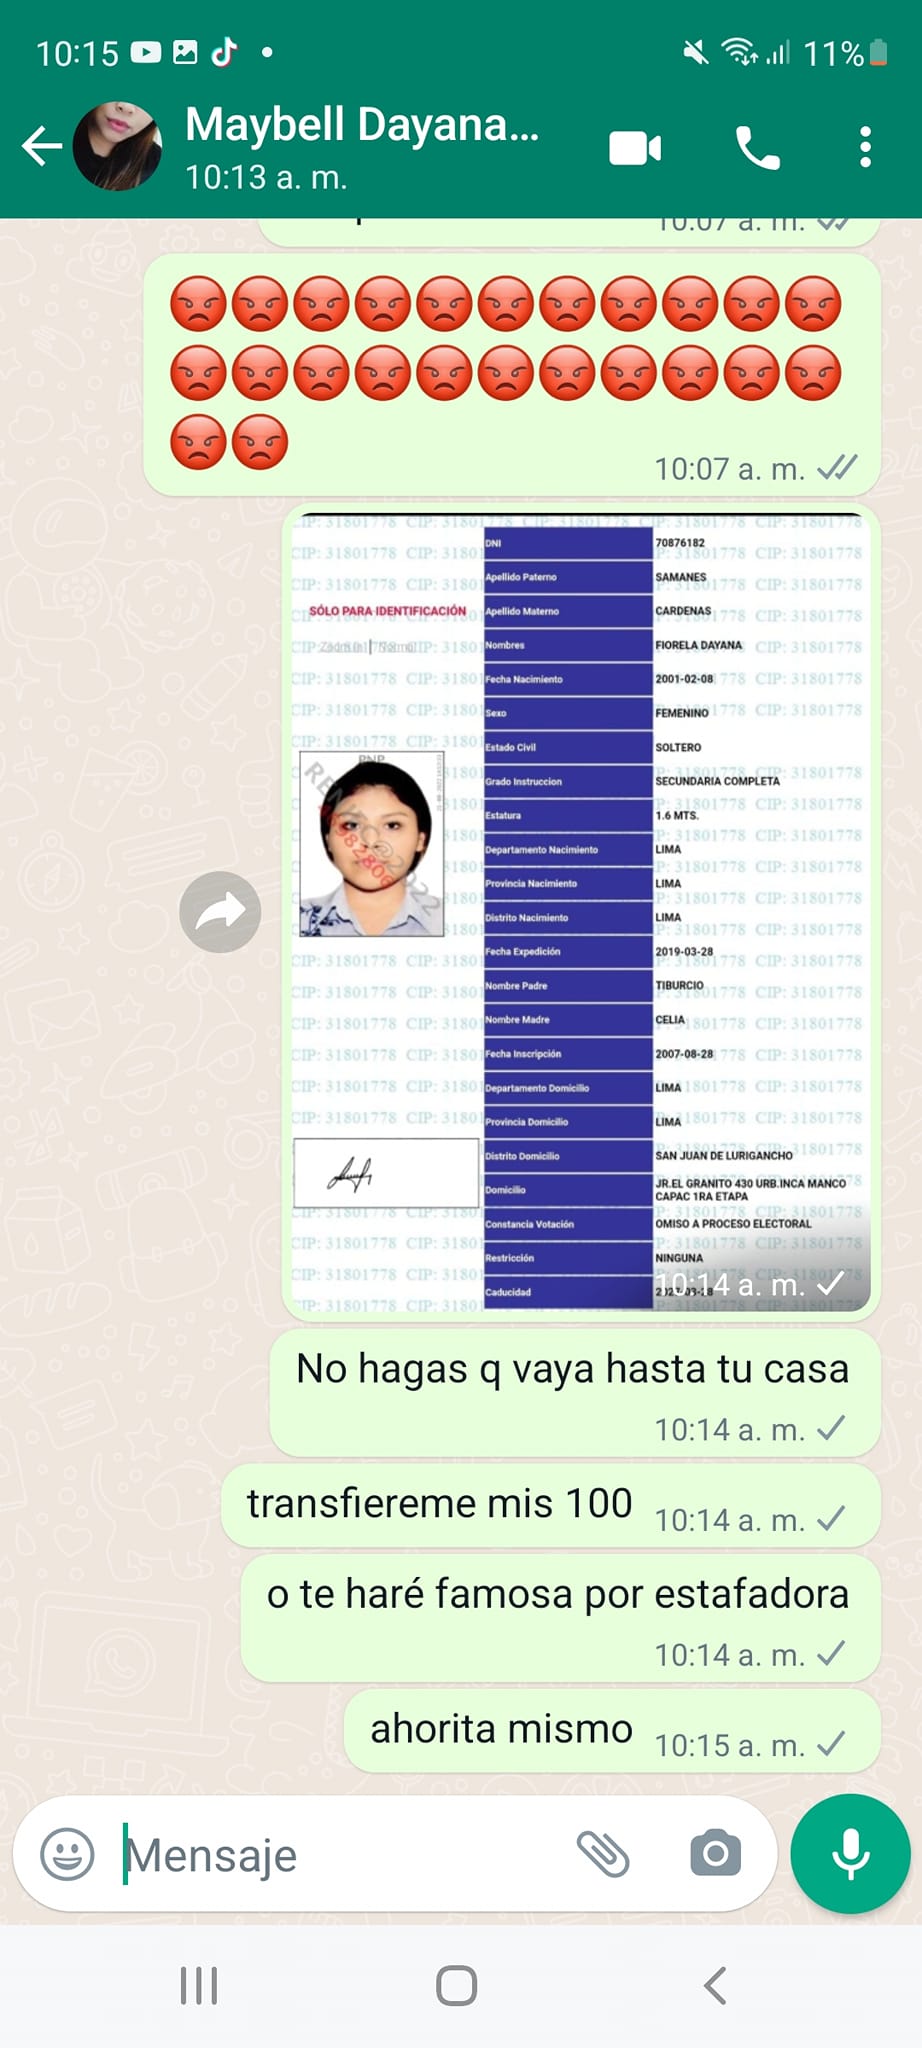 10:15
11%
Maybell Dayana...
10:13 a. m.
10:07 a. m.
10:07 a. m.
SÓLO PARA IDENTIFICACIÓN
DNI 70876182
Apellido Paterno SAMANES
Apellido Materno CARDENAS
Nombres FIORELA DAYANA
Fecha Nacimiento 2001-02-08
Sexo FEMENINO
Estado Civil SOLTERO
Grado Instruccion SECUNDARIA COMPLETA
Estatura 1.6 MTS.
Departamento Nacimiento LIMA
Provincia Nacimiento LIMA
Distrito Nacimiento LIMA
Fecha Expedición 2019-03-28
Nombre Padre TIBURCIO
Nombre Madre CELIA
Fecha Inscripción 2007-08-28
Departamento Domicilio LIMA
Provincia Domicilio LIMA
Distrito Domicilio SAN JUAN DE LURIGANCHO
Domicilio JR.EL GRANITO 430 URB.INCA MANCO
CAPAC 1RA ETAPA
Constancia Votación OMISO A PROCESO ELECTORAL
Restricción NINGUNA
Caducidad
CIP: 31801778
PNP
10:14 a. m.
No hagas q vaya hasta tu casa
10:14 a. m.
transfiereme mis 100 10:14 a. m.
o te haré famosa por estafadora
10:14 a. m.
ahorita mismo 10:15 a. m.
Mensaje